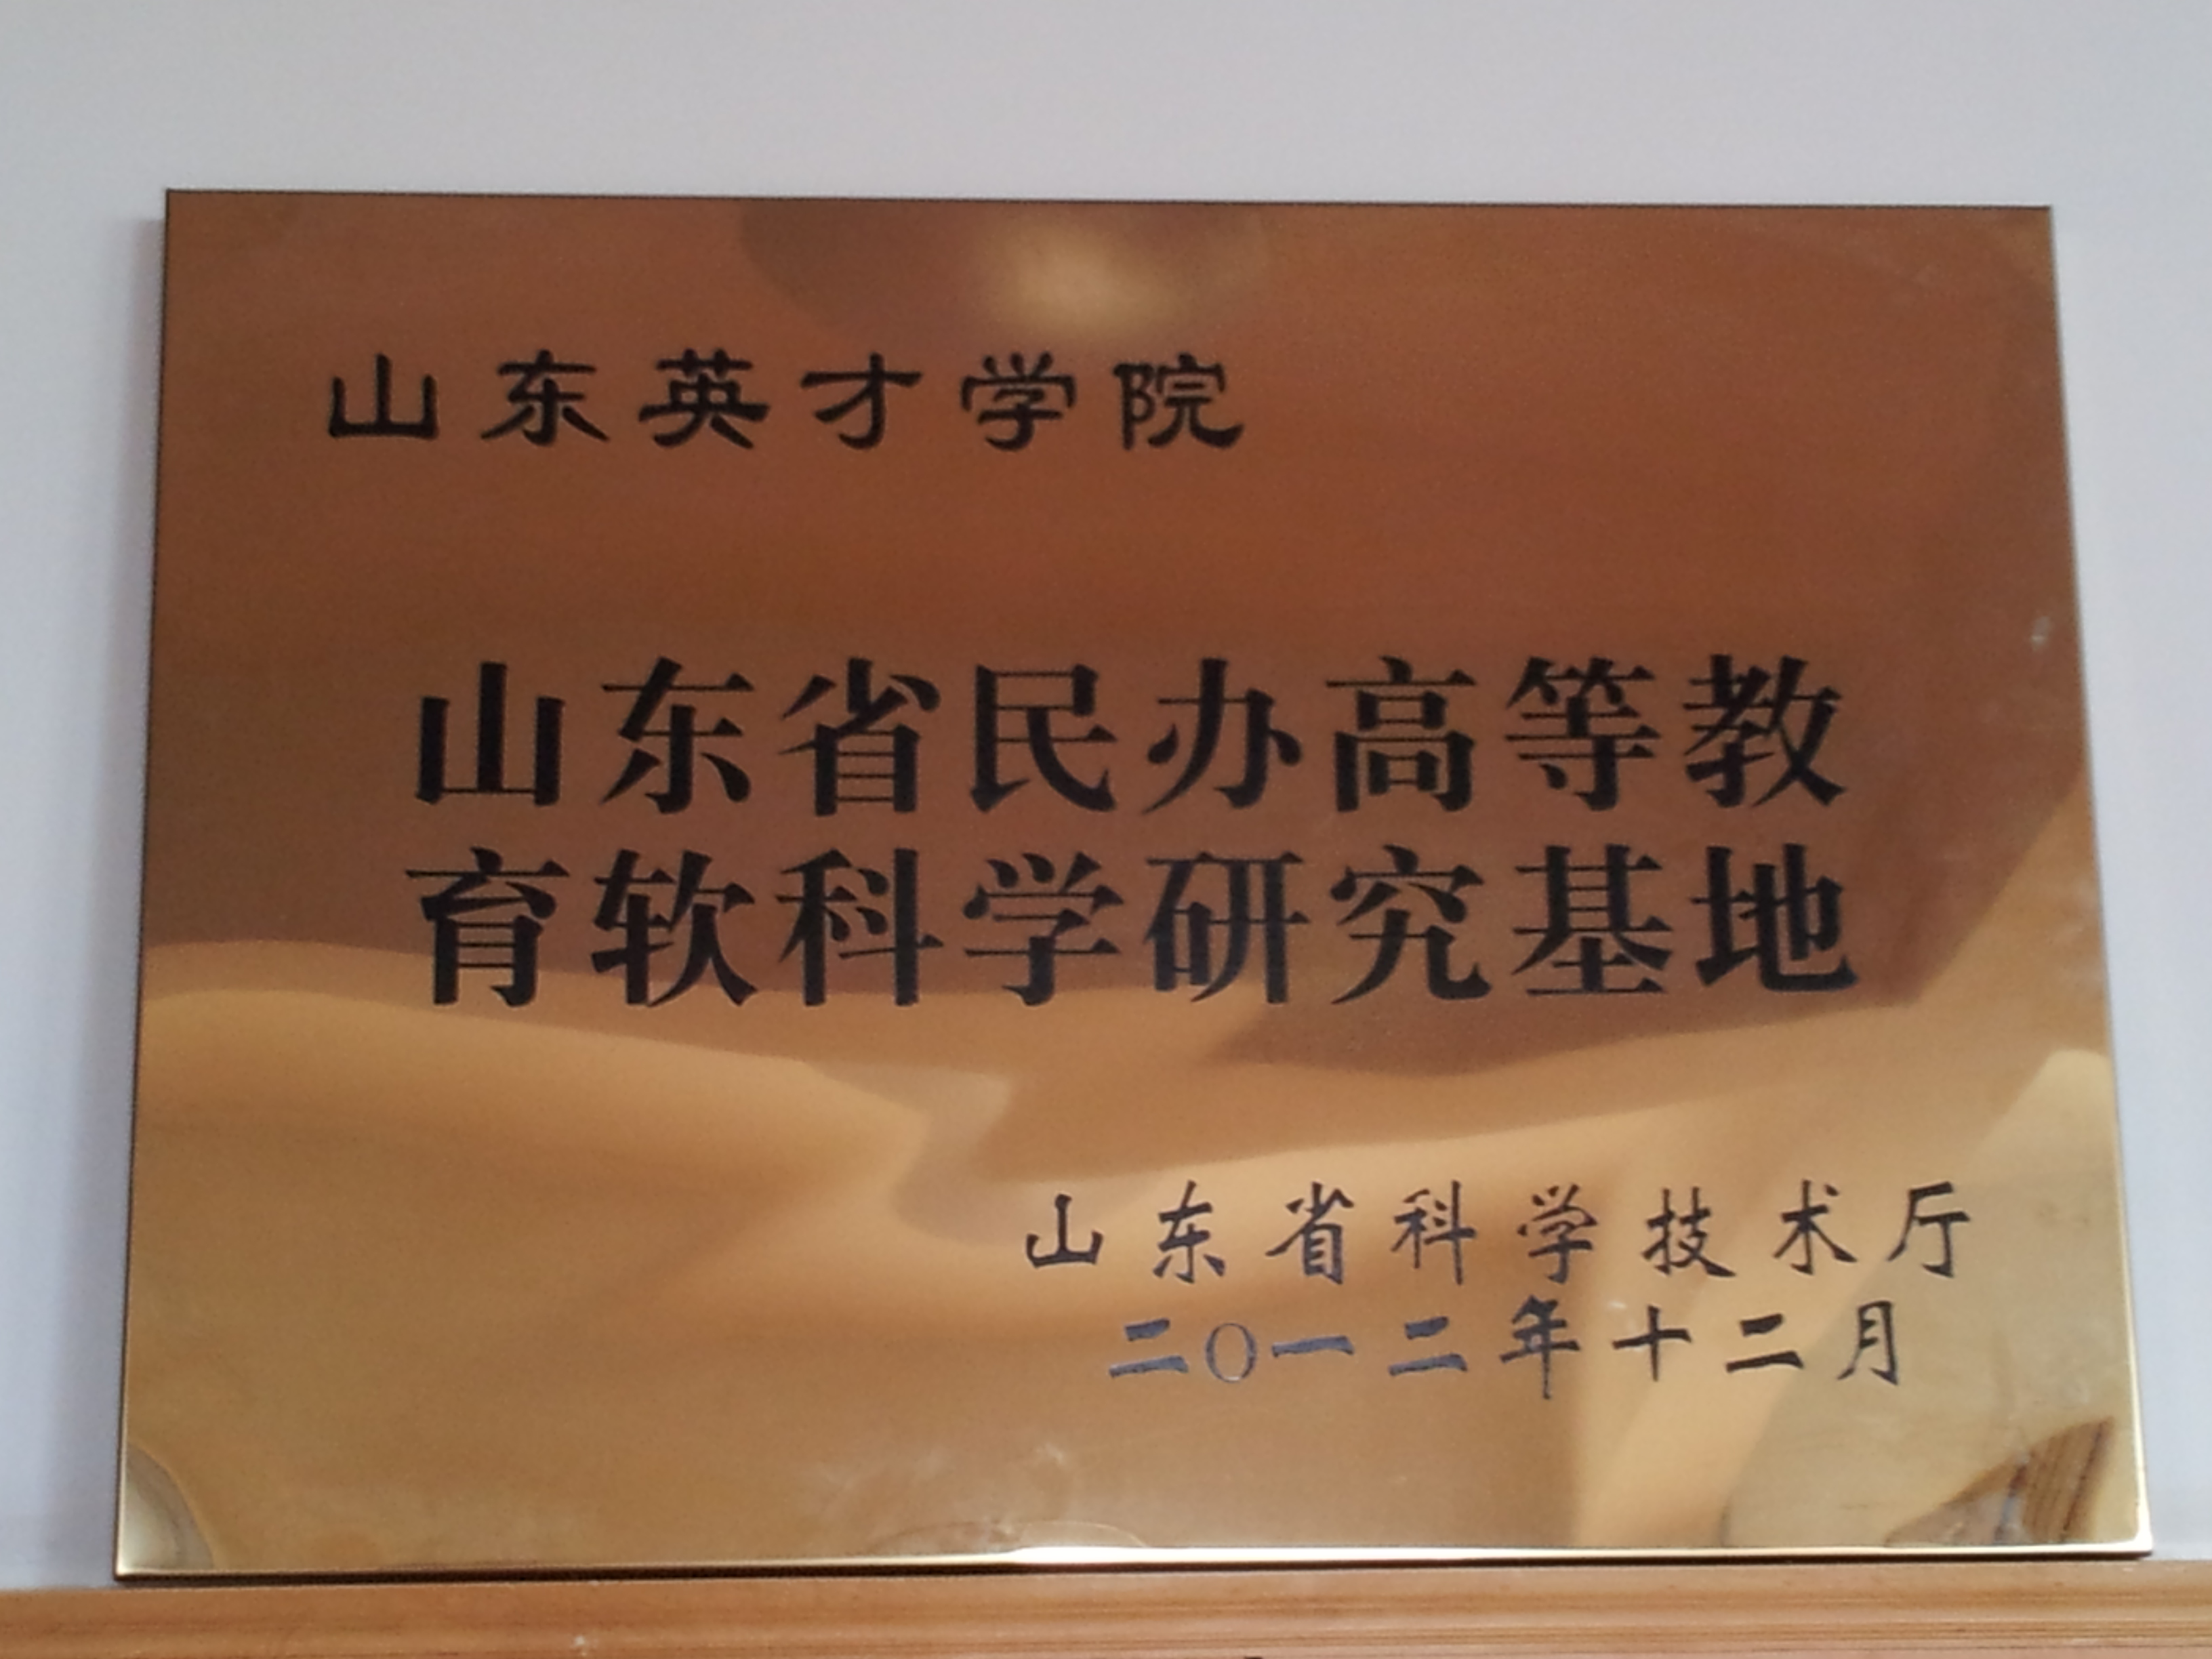 山东英才学院
山东省民办高等教
育软科学研究基地
山东省科学技术厅
二〇一二年十二月